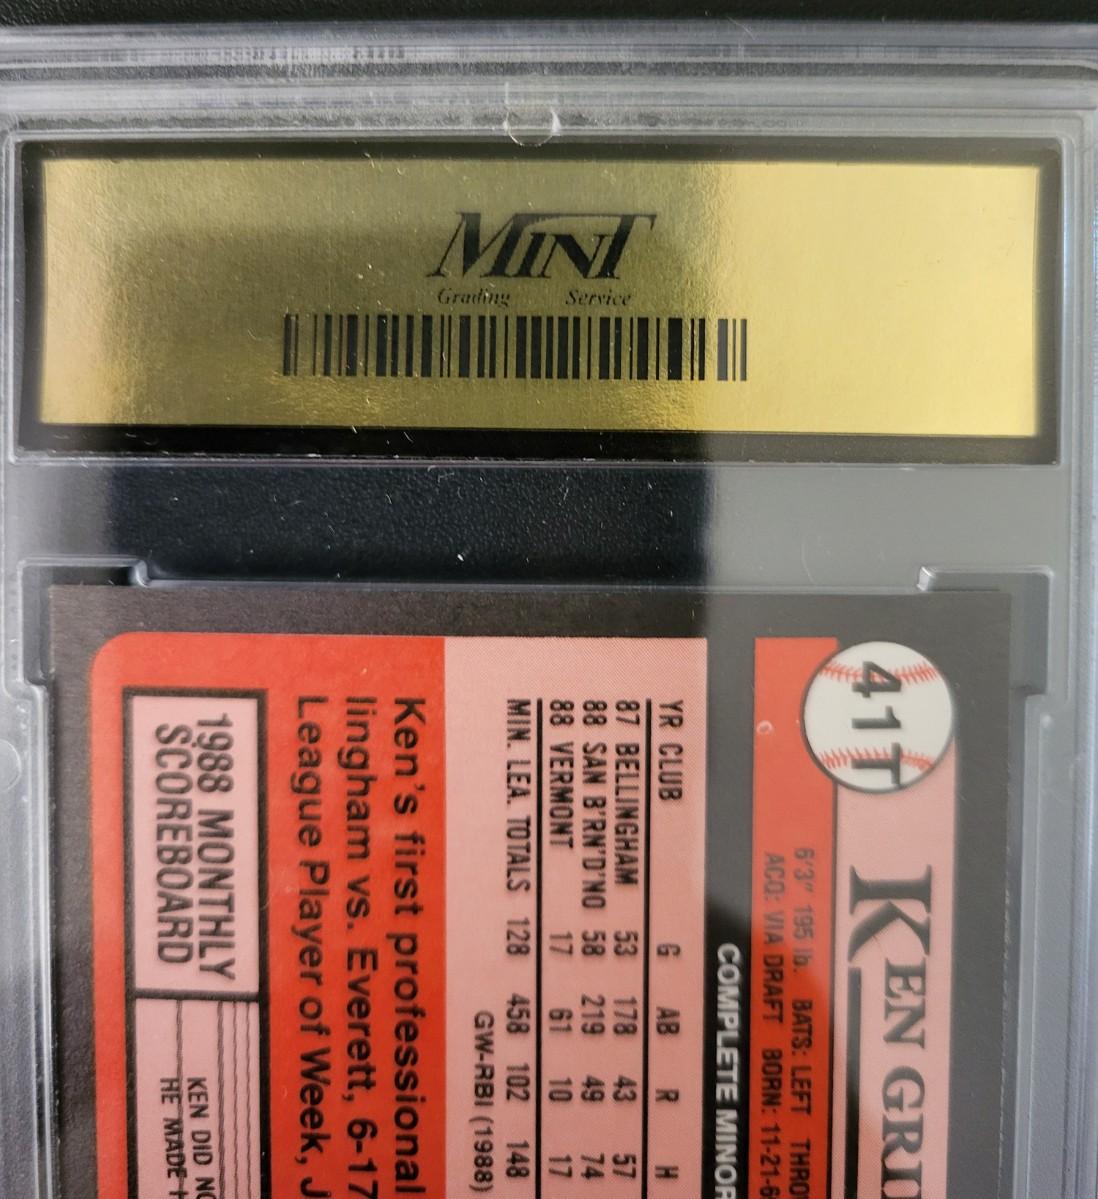 MINT
Grading Service
41T
KEN GRI
6'3" 195 lb. BATS: LEFT THRO
ACQ: VIA DRAFT BORN: 11-21-6
COMPLETE MINOR
YR CLUB G AB R H
87 BELLINGHAM 53 178 43 57
88 SAN B'RN'D'NO 58 219 49 74
88 VERMONT 17 61 10 17
MIN. LEA. TOTALS 128 458 102 148
GW-RBI (1988)
Ken's first professional
lingham vs. Everett, 6-17
League Player of Week, J
1988 MONTHLY
SCOREBOARD
KEN DID NO
HE MADE H